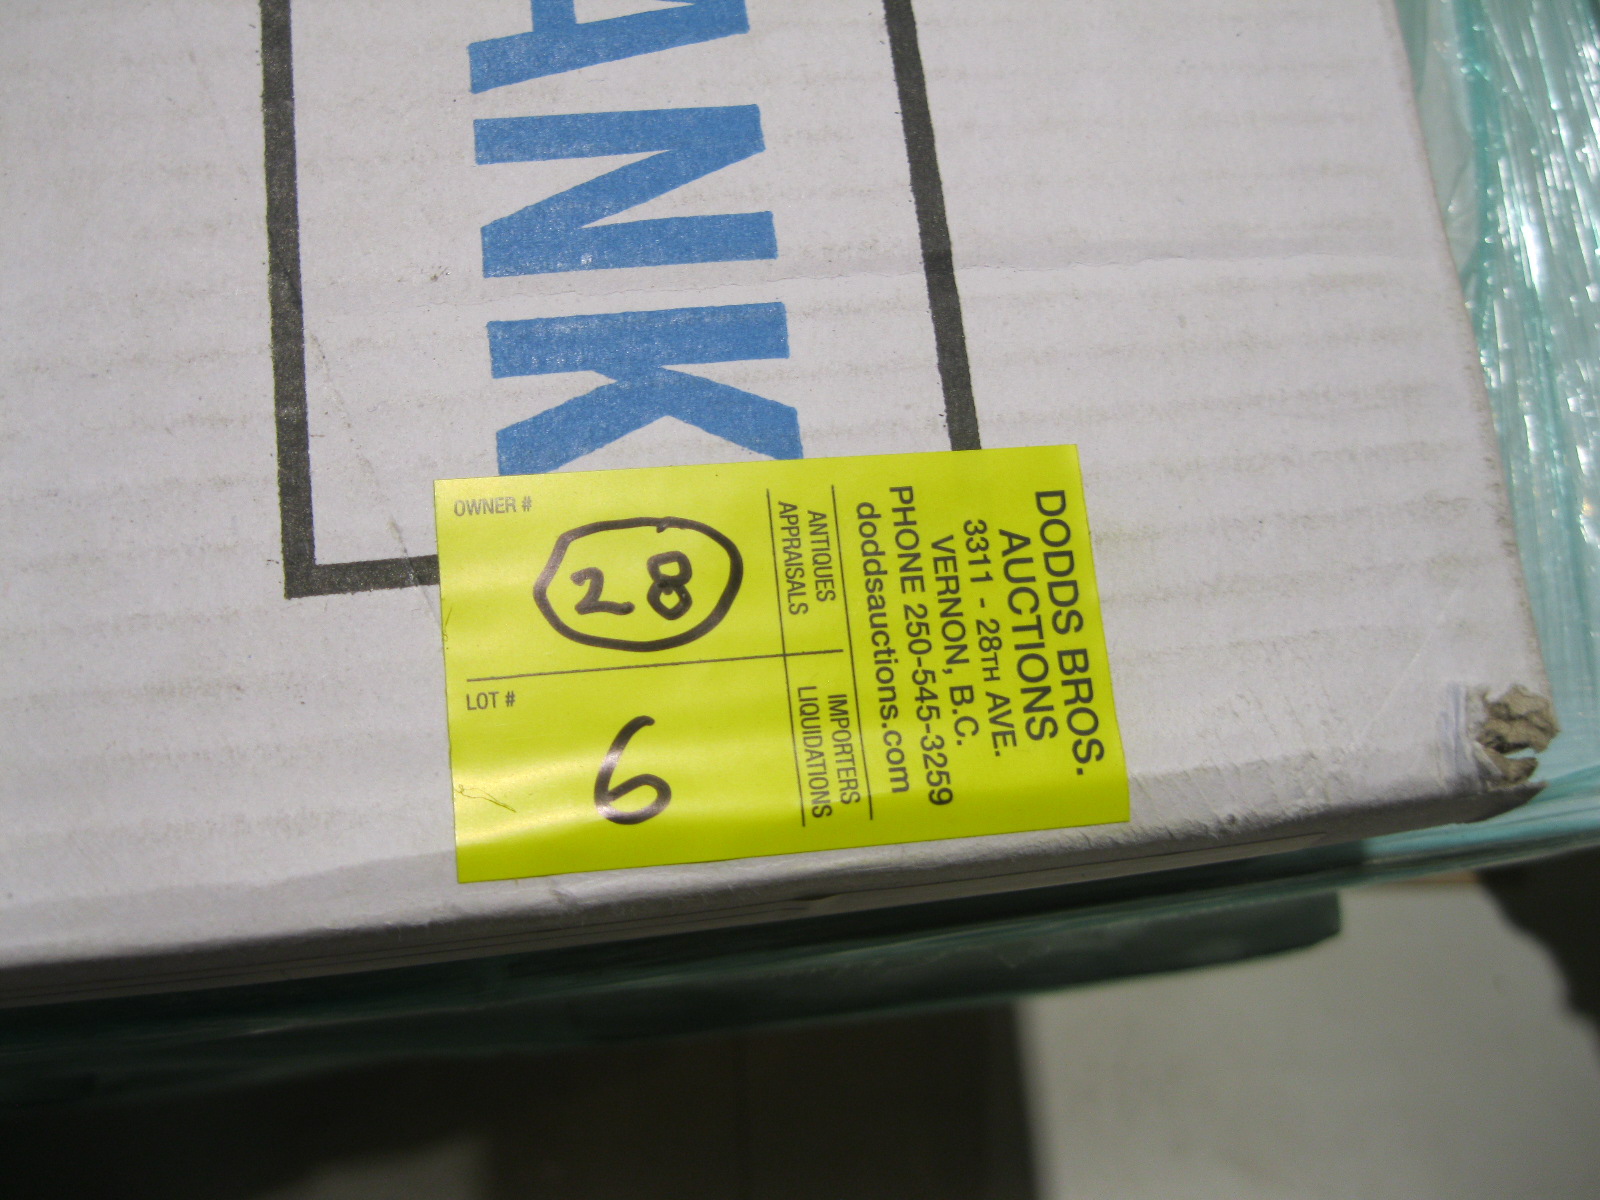 ANK
DODDS BROS.
AUCTIONS
3311 - 28TH AVE.
VERNON, B.C.
PHONE 250-545-3259
doddsauctions.com
ANTIQUES IMPORTERS
APPRAISALS LIQUIDATIONS
OWNER # 28
LOT # 6